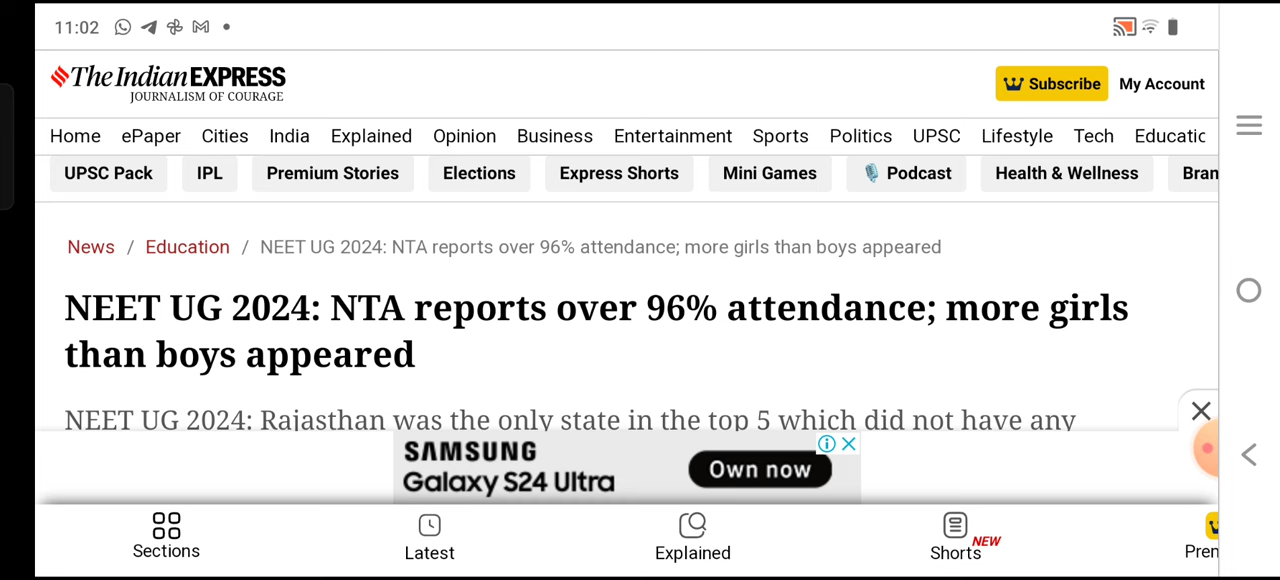 11:02
The Indian EXPRESS
JOURNALISM OF COURAGE
Subscribe My Account
Home ePaper Cities India Explained Opinion Business Entertainment Sports Politics UPSC Lifestyle Tech Educatic
UPSC Pack IPL Premium Stories Elections Express Shorts Mini Games Podcast Health & Wellness Bran
News / Education / NEET UG 2024: NTA reports over 96% attendance; more girls than boys appeared
NEET UG 2024: NTA reports over 96% attendance; more girls
than boys appeared
NEET UG 2024: Rajasthan was the only state in the top 5 which did not have any
SAMSUNG
Galaxy S24 Ultra
Own now
Sections Latest Explained Shorts NEW Pren